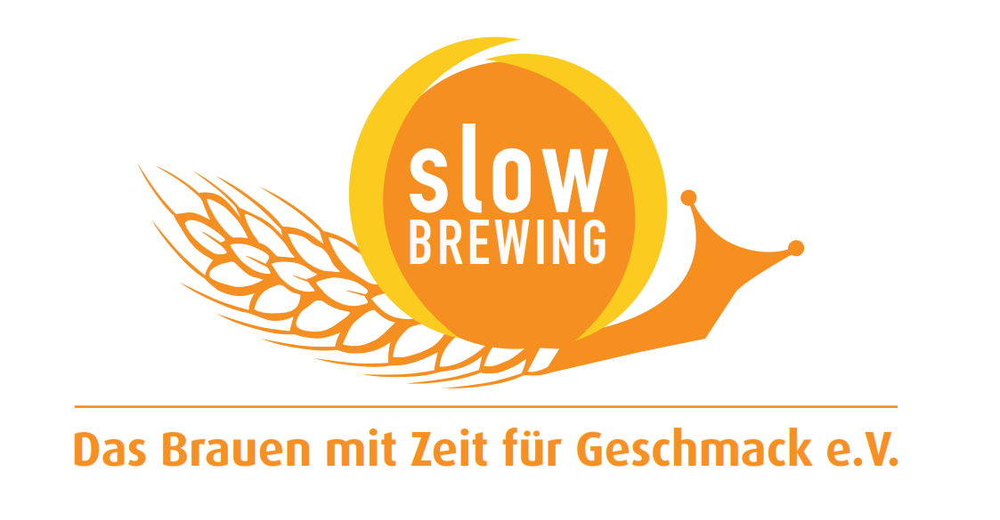 slow
BREWING
Das Brauen mit Zeit für Geschmack e.V.